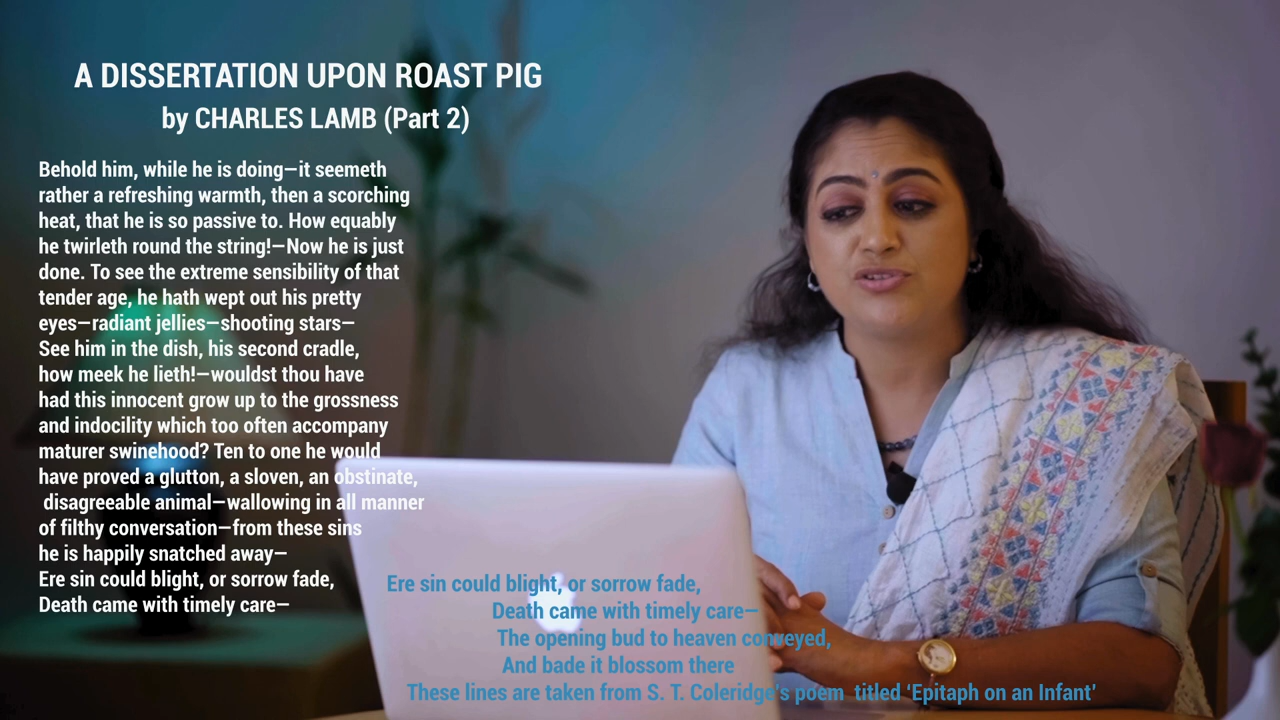 A DISSERTATION UPON ROAST PIG
by CHARLES LAMB (Part 2)
Behold him, while he is doing—it seemeth
rather a refreshing warmth, then a scorching
heat, that he is so passive to. How equably
he twirleth round the string!—Now he is just
done. To see the extreme sensibility of that
tender age, he hath wept out his pretty
eyes—radiant jellies—shooting stars—
See him in the dish, his second cradle,
how meek he lieth!—wouldst thou have
had this innocent grow up to the grossness
and indocility which too often accompany
maturer swinehood? Ten to one he would
have proved a glutton, a sloven, an obstinate,
disagreeable animal—wallowing in all manner
of filthy conversation—from these sins
he is happily snatched away—
Ere sin could blight, or sorrow fade,
Death came with timely care—
Ere sin could blight, or sorrow fade,
Death came with timely care—
The opening bud to heaven conveyed,
And bade it blossom there
These lines are taken from S. T. Coleridge's poem titled ‘Epitaph on an Infant’